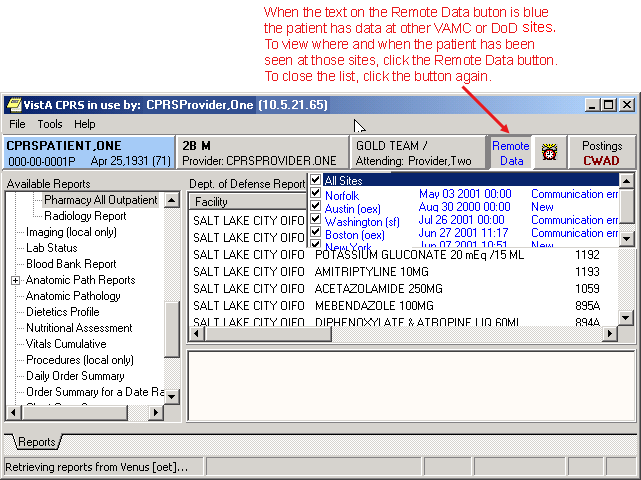 When the text on the Remote Data buton is blue
the patient has data at other VAMC or DoD sites.
To view where and when the patient has been
seen at those sites, click the Remote Data button.
To close the list, click the button again.
VistA CPRS in use by: CPRSProvider,One (10.5.21.65)
File Tools Help
CPRSPATIENT,ONE
000-00-0001P Apr 25,1931 (71)
2B M
Provider: CPRSPROVIDER.ONE
GOLD TEAM /
Attending: Provider,Two
Remote
Data
Postings
CWAD
Available Reports
Pharmacy All Outpatient
Radiology Report
Imaging (local only)
Lab Status
Blood Bank Report
Anatomic Path Reports
Anatomic Pathology
Dietetics Profile
Nutritional Assessment
Vitals Cumulative
Procedures (local only)
Daily Order Summary
Order Summary for a Date Ra
Dept. of Defense Report
All Sites
Norfolk May 03 2001 00:00 Communication err
Austin (oex) Aug 30 2000 00:00 New
Washington (sf) Jul 26 2001 00:00 Communication err
Boston (oex) Jun 27 2001 11:17 Communication err
New York Jun 07 2001 10:51 New
Facility
SALT LAKE CITY OIFO
SALT LAKE CITY OIFO
SALT LAKE CITY OIFO POTASSIUM GLUCONATE 20 mEq /15 ML 1192
SALT LAKE CITY OIFO AMITRIPTYLINE 10MG 1193
SALT LAKE CITY OIFO ACETAZOLAMIDE 250MG 1059
SALT LAKE CITY OIFO MEBENDAZOLE 100MG 895A
SALT LAKE CITY OIFO DIPHENOXYLATE & ATROPINE LIQ 60ML 894A
Reports
Retrieving reports from Venus [oet]...